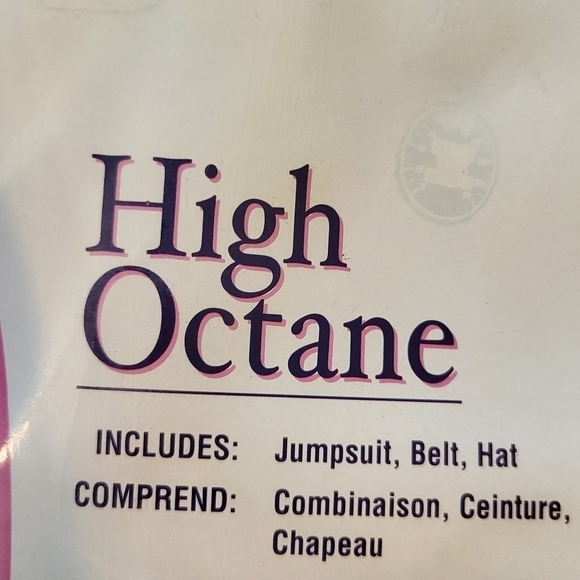 High
Octane
INCLUDES: Jumpsuit, Belt, Hat
COMPREND: Combinaison, Ceinture,
Chapeau